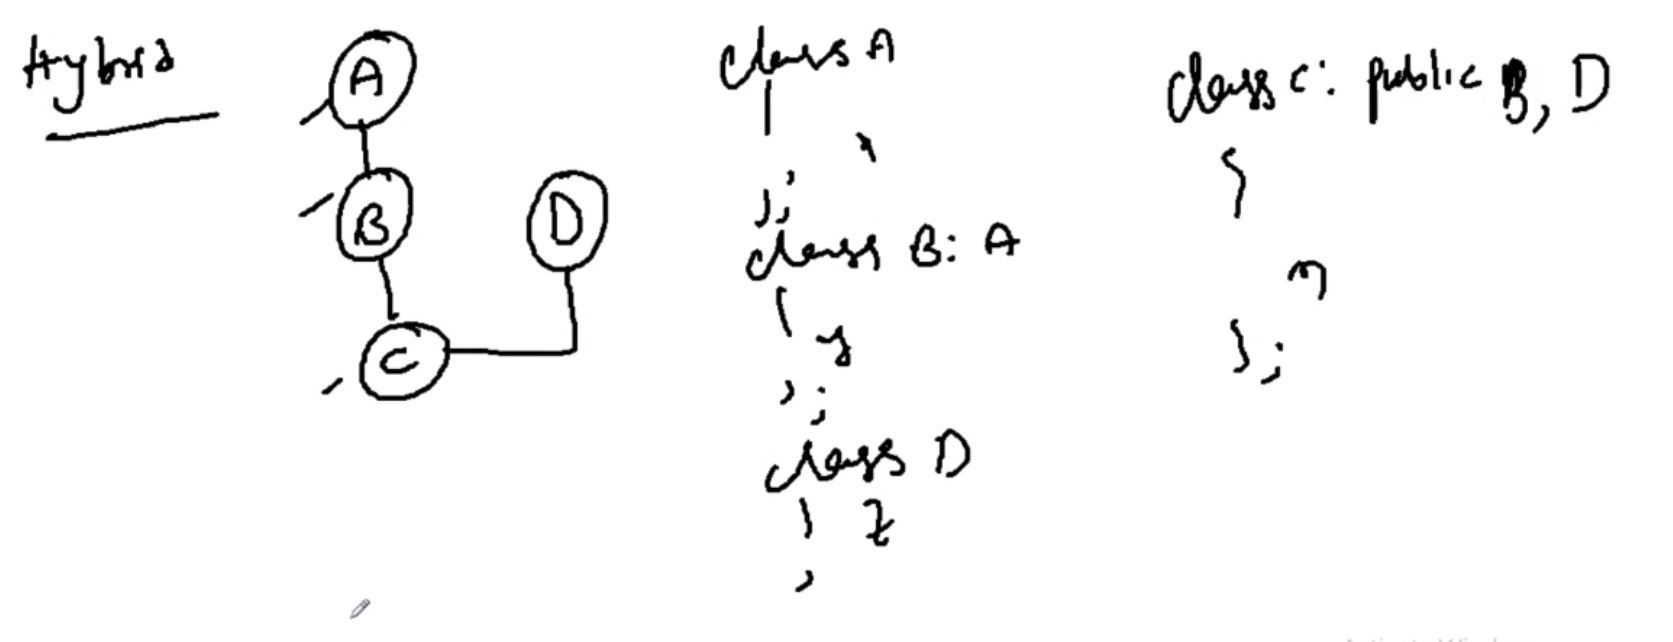 Hybrid
A
B
D
C
class A
{
x
};
class B: A
{
y
};
class D
{ z
}
class C: public B, D
{
m
};